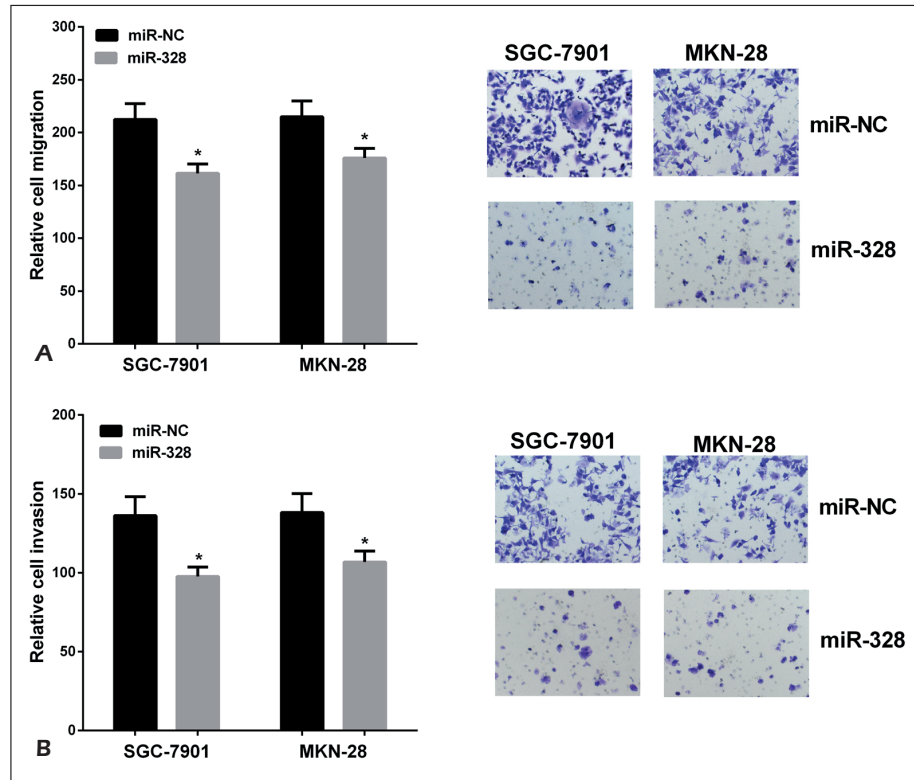 300
250
200
150
100
50
0
Relative cell migration
miR-NC
miR-328
*
*
SGC-7901
MKN-28
A
SGC-7901
MKN-28
miR-NC
miR-328
200
150
100
50
0
Relative cell invasion
miR-NC
miR-328
*
*
SGC-7901
MKN-28
B
SGC-7901
MKN-28
miR-NC
miR-328